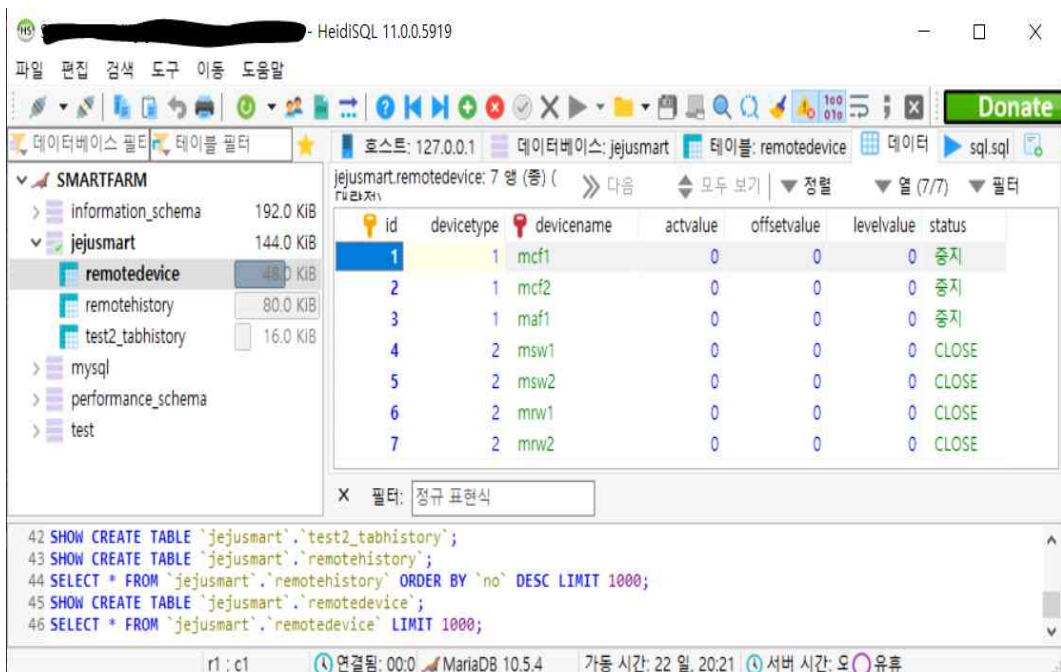 - HeidiSQL 11.0.0.5919
파일 편집 검색 도구 이동 도움말
Donate
데이터베이스 필터 테이블 필터
호스트: 127.0.0.1 데이터베이스: jejusmart 테이블: remotedevice 데이터 sql.sql
jejusmart.remotedevice: 7 행 (총) ( 다음 모두 보기 정렬 열 (7/7) 필터
SMARTFARM
information_schema 192.0 KiB
jejusmart 144.0 KiB
remotedevice 48.0 KiB
remotehistory 80.0 KiB
test2_tabhistory 16.0 KiB
mysql
performance_schema
test
id devicetype devicename actvalue offsetvalue levelvalue status
1 1 mcf1 0 0 0 중지
2 1 mcf2 0 0 0 중지
3 1 maf1 0 0 0 중지
4 2 msw1 0 0 0 CLOSE
5 2 msw2 0 0 0 CLOSE
6 2 mrw1 0 0 0 CLOSE
7 2 mrw2 0 0 0 CLOSE
필터: 정규 표현식
42 SHOW CREATE TABLE `jejusmart`.`test2_tabhistory`;
43 SHOW CREATE TABLE `jejusmart`.`remotehistory`;
44 SELECT * FROM `jejusmart`.`remotehistory` ORDER BY `no` DESC LIMIT 1000;
45 SHOW CREATE TABLE `jejusmart`.`remotedevice`;
46 SELECT * FROM `jejusmart`.`remotedevice` LIMIT 1000;
r1 : c1 연결됨: 00:0 MariaDB 10.5.4 가동 시간: 22 일, 20:21 서버 시간: 오 유휴